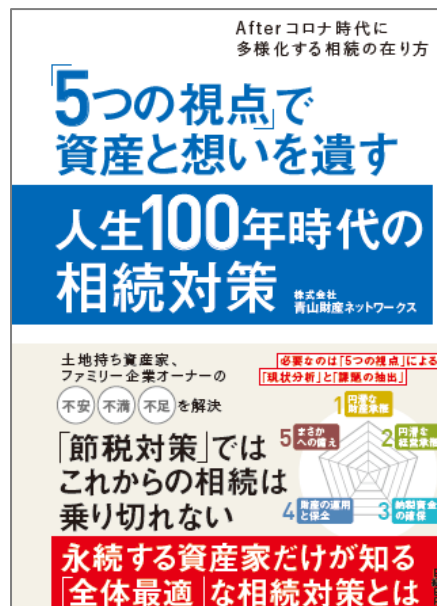 Afterコロナ時代に
多様化する相続の在り方
「5つの視点」で
資産と想いを遺す
人生100年時代の
相続対策
株式会社
青山財産ネットワークス
土地持ち資産家、
ファミリー企業オーナーの
不安 不満 不足 を解決
「節税対策」では
これからの相続は
乗り切れない
必要なのは「5つの視点」による
「現状分析」と「課題の抽出」
1 円滑な
財産承継
2 円滑な
経営承継
3 納税資金
の確保
4 財産の運用
と保全
5 まさか
への備え
永続する資産家だけが知る
「全体最適」な相続対策とは